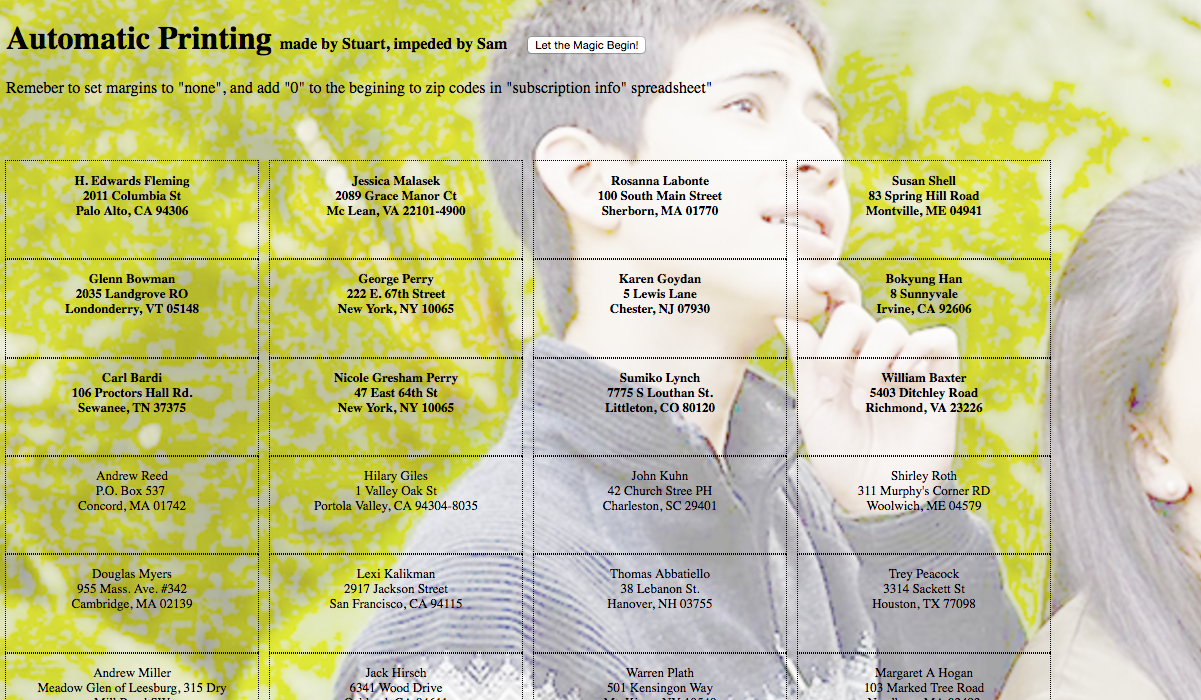 Automatic Printing made by Stuart, impeded by Sam Let the Magic Begin!
Remeber to set margins to "none", and add "0" to the begining to zip codes in "subscription info" spreadsheet"
H. Edwards Fleming
2011 Columbia St
Palo Alto, CA 94306
Jessica Malasek
2089 Grace Manor Ct
Mc Lean, VA 22101-4900
Rosanna Labonte
100 South Main Street
Sherborn, MA 01770
Susan Shell
83 Spring Hill Road
Montville, ME 04941
Glenn Bowman
2035 Landgrove RO
Londonderry, VT 05148
George Perry
222 E. 67th Street
New York, NY 10065
Karen Goydan
5 Lewis Lane
Chester, NJ 07930
Bokyung Han
8 Sunnyvale
Irvine, CA 92606
Carl Bardi
106 Proctors Hall Rd.
Sewanee, TN 37375
Nicole Gresham Perry
47 East 64th St
New York, NY 10065
Sumiko Lynch
7775 S Louthan St.
Littleton, CO 80120
William Baxter
5403 Ditchley Road
Richmond, VA 23226
Andrew Reed
P.O. Box 537
Concord, MA 01742
Hilary Giles
1 Valley Oak St
Portola Valley, CA 94304-8035
John Kuhn
42 Church Stree PH
Charleston, SC 29401
Shirley Roth
311 Murphy's Corner RD
Woolwich, ME 04579
Douglas Myers
955 Mass. Ave. #342
Cambridge, MA 02139
Lexi Kalikman
2917 Jackson Street
San Francisco, CA 94115
Thomas Abbatiello
38 Lebanon St.
Hanover, NH 03755
Trey Peacock
3314 Sackett St
Houston, TX 77098
Andrew Miller
Meadow Glen of Leesburg, 315 Dry
Jack Hirsch
6341 Wood Drive
Warren Plath
501 Kensingon Way
Margaret A Hogan
103 Marked Tree Road